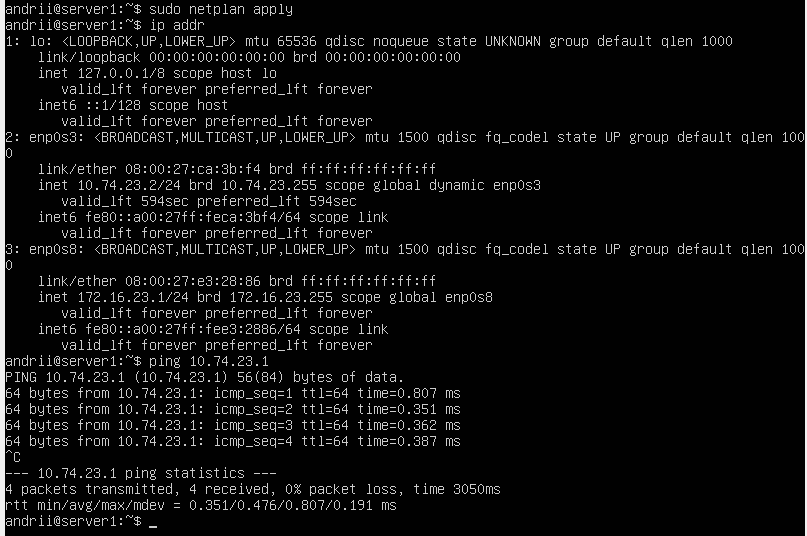 andrii@server1:~$ sudo netplan apply
andrii@server1:~$ ip addr
1: lo: <LOOPBACK,UP,LOWER_UP> mtu 65536 qdisc noqueue state UNKNOWN group default qlen 1000
    link/loopback 00:00:00:00:00:00 brd 00:00:00:00:00:00
    inet 127.0.0.1/8 scope host lo
       valid_lft forever preferred_lft forever
    inet6 ::1/128 scope host
       valid_lft forever preferred_lft forever
2: enp0s3: <BROADCAST,MULTICAST,UP,LOWER_UP> mtu 1500 qdisc fq_codel state UP group default qlen 100
0
    link/ether 08:00:27:ca:3b:f4 brd ff:ff:ff:ff:ff:ff
    inet 10.74.23.2/24 brd 10.74.23.255 scope global dynamic enp0s3
       valid_lft 594sec preferred_lft 594sec
    inet6 fe80::a00:27ff:feca:3bf4/64 scope link
       valid_lft forever preferred_lft forever
3: enp0s8: <BROADCAST,MULTICAST,UP,LOWER_UP> mtu 1500 qdisc fq_codel state UP group default qlen 100
0
    link/ether 08:00:27:e3:28:86 brd ff:ff:ff:ff:ff:ff
    inet 172.16.23.1/24 brd 172.16.23.255 scope global enp0s8
       valid_lft forever preferred_lft forever
    inet6 fe80::a00:27ff:fee3:2886/64 scope link
       valid_lft forever preferred_lft forever
andrii@server1:~$ ping 10.74.23.1
PING 10.74.23.1 (10.74.23.1) 56(84) bytes of data.
64 bytes from 10.74.23.1: icmp_seq=1 ttl=64 time=0.807 ms
64 bytes from 10.74.23.1: icmp_seq=2 ttl=64 time=0.351 ms
64 bytes from 10.74.23.1: icmp_seq=3 ttl=64 time=0.362 ms
64 bytes from 10.74.23.1: icmp_seq=4 ttl=64 time=0.387 ms
^C
--- 10.74.23.1 ping statistics ---
4 packets transmitted, 4 received, 0% packet loss, time 3050ms
rtt min/avg/max/mdev = 0.351/0.476/0.807/0.191 ms
andrii@server1:~$ _